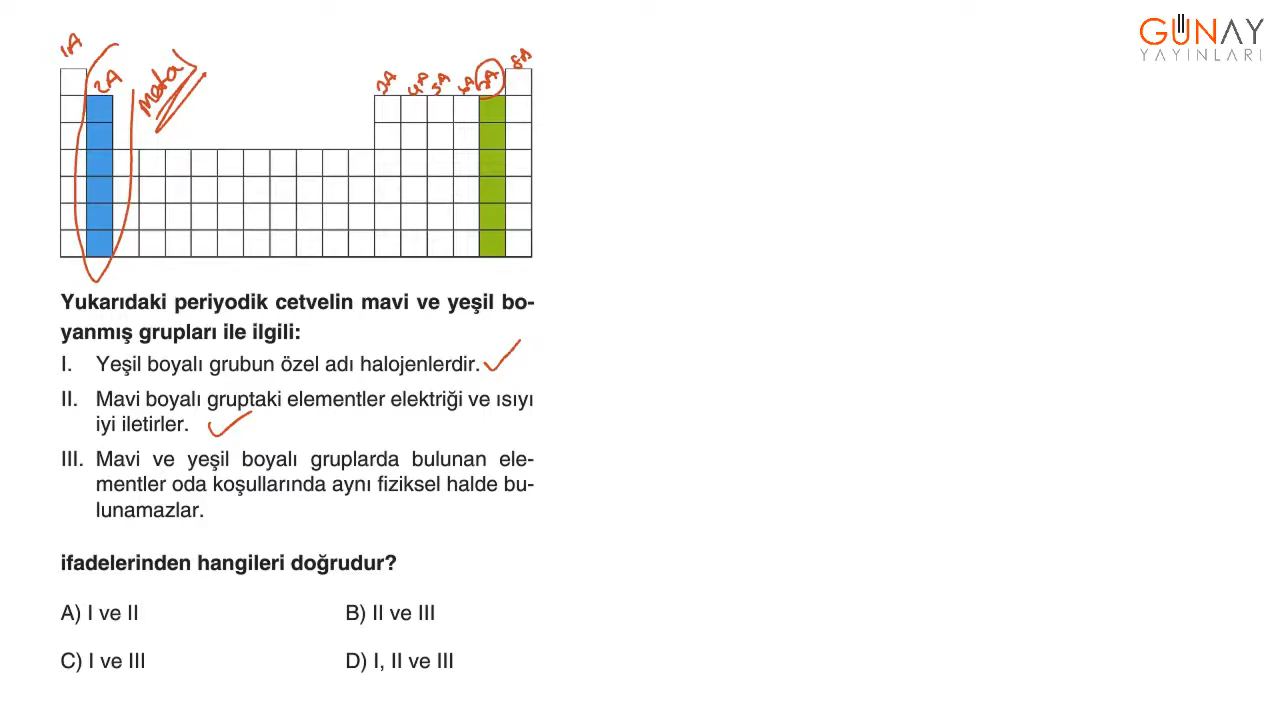 GÜNAY
YAYINLARI
1A
2A
3A
4A
5A
6A
7A
8A
Metal
Yukarıdaki periyodik cetvelin mavi ve yeşil bo-
yanmış grupları ile ilgili:
I. Yeşil boyalı grubun özel adı halojenlerdir.
II. Mavi boyalı gruptaki elementler elektriği ve ısıyı
iyi iletirler.
III. Mavi ve yeşil boyalı gruplarda bulunan ele-
mentler oda koşullarında aynı fiziksel halde bu-
lunamazlar.
ifadelerinden hangileri doğrudur?
A) I ve II B) II ve III
C) I ve III D) I, II ve III